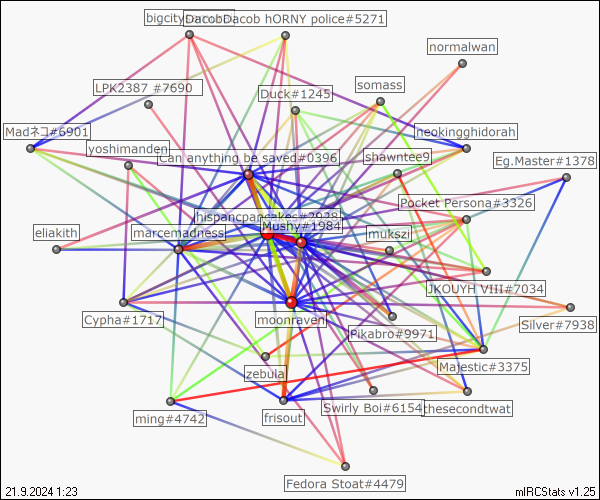 bigcity
DacobDacob hORNY police#5271
normalwan
LPK2387 #7690
somass
Duck#1245
Madネコ#6901
neokingghidorah
yoshimanden
Can anything be saved#0396
shawntee9
Eg.Master#1378
Pocket Persona#3326
hispancpancakes#2928
Mushy#1984
eliakith
marcemadness
mukszi
JKOUYH VIII#7034
Cypha#1717
moonraven
Silver#7938
Pikabro#9971
zebula
Majestic#3375
ming#4742
frisout
Swirly Boi#6154
thesecondtwat
Fedora Stoat#4479
21.9.2024 1:23
mIRCStats v1.25